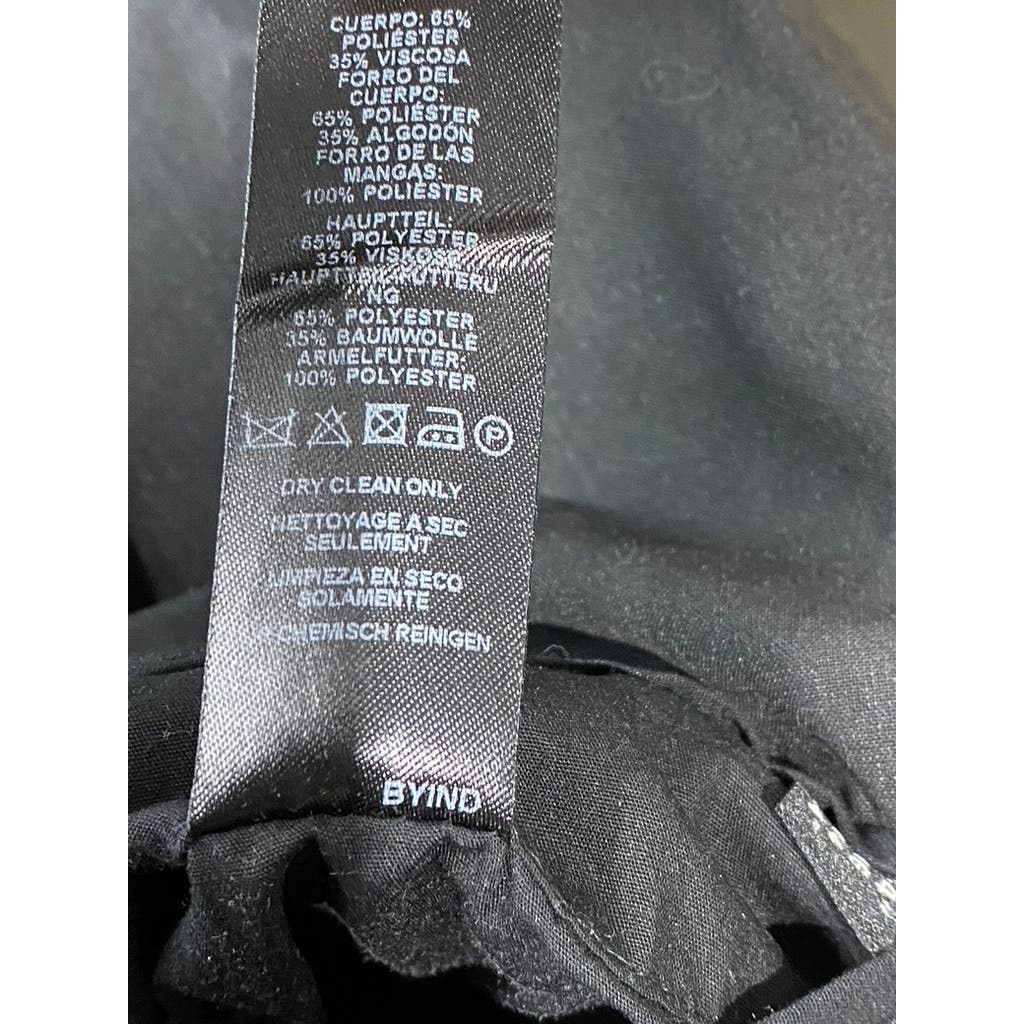 CUERPO: 65%
POLIÉSTER
35% VISCOSA
FORRO DEL
CUERPO:
65% POLIÉSTER
35% ALGODÓN
FORRO DE LAS
MANGAS:
100% POLIÉSTER
HAUPTTEIL:
65% POLYESTER
35% VISKOSE
NG
65% POLYESTER
35% BAUMWOLLE
ARMELFUTTER:
100% POLYESTER
P
DRY CLEAN ONLY
NETTOYAGE A SEC
SEULEMENT
LIMPIEZA EN SECO
SOLAMENTE
CHEMISCH REINIGEN
BYIND